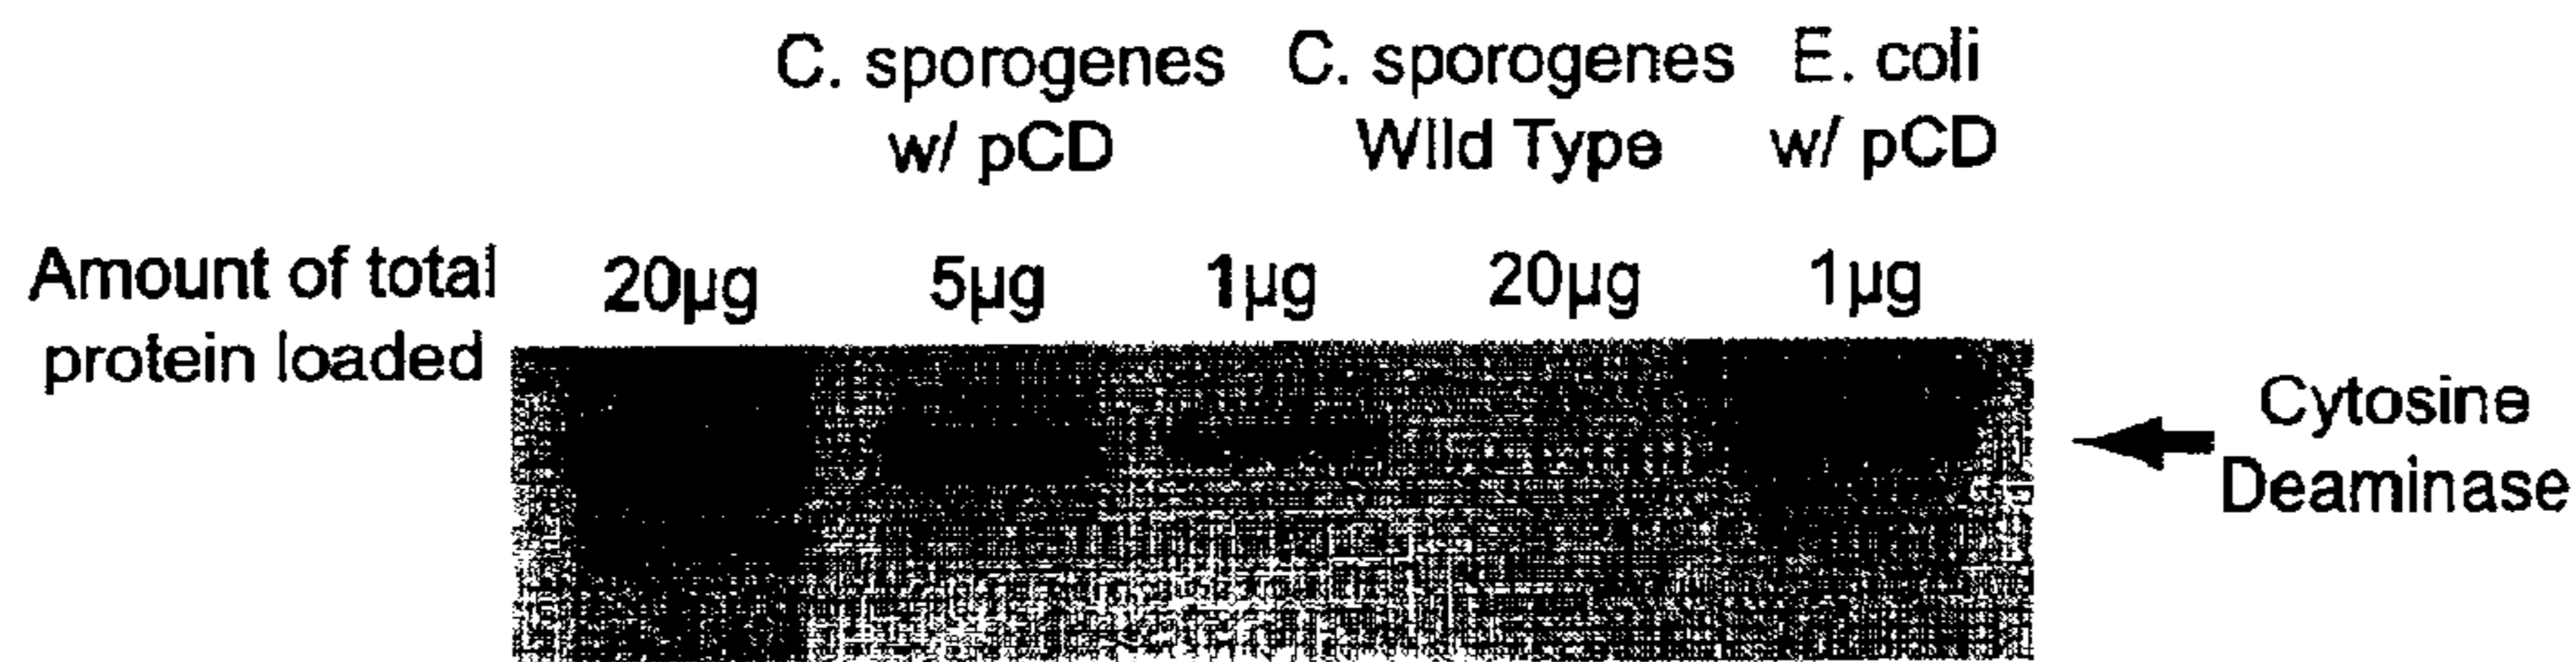 C. sporogenes C. sporogenes E. coli
w/ pCD WIld Type w/ pCD
Amount of total 20µg 5µg 1µg 20µg 1µg
protein loaded
Cytosine
Deaminase